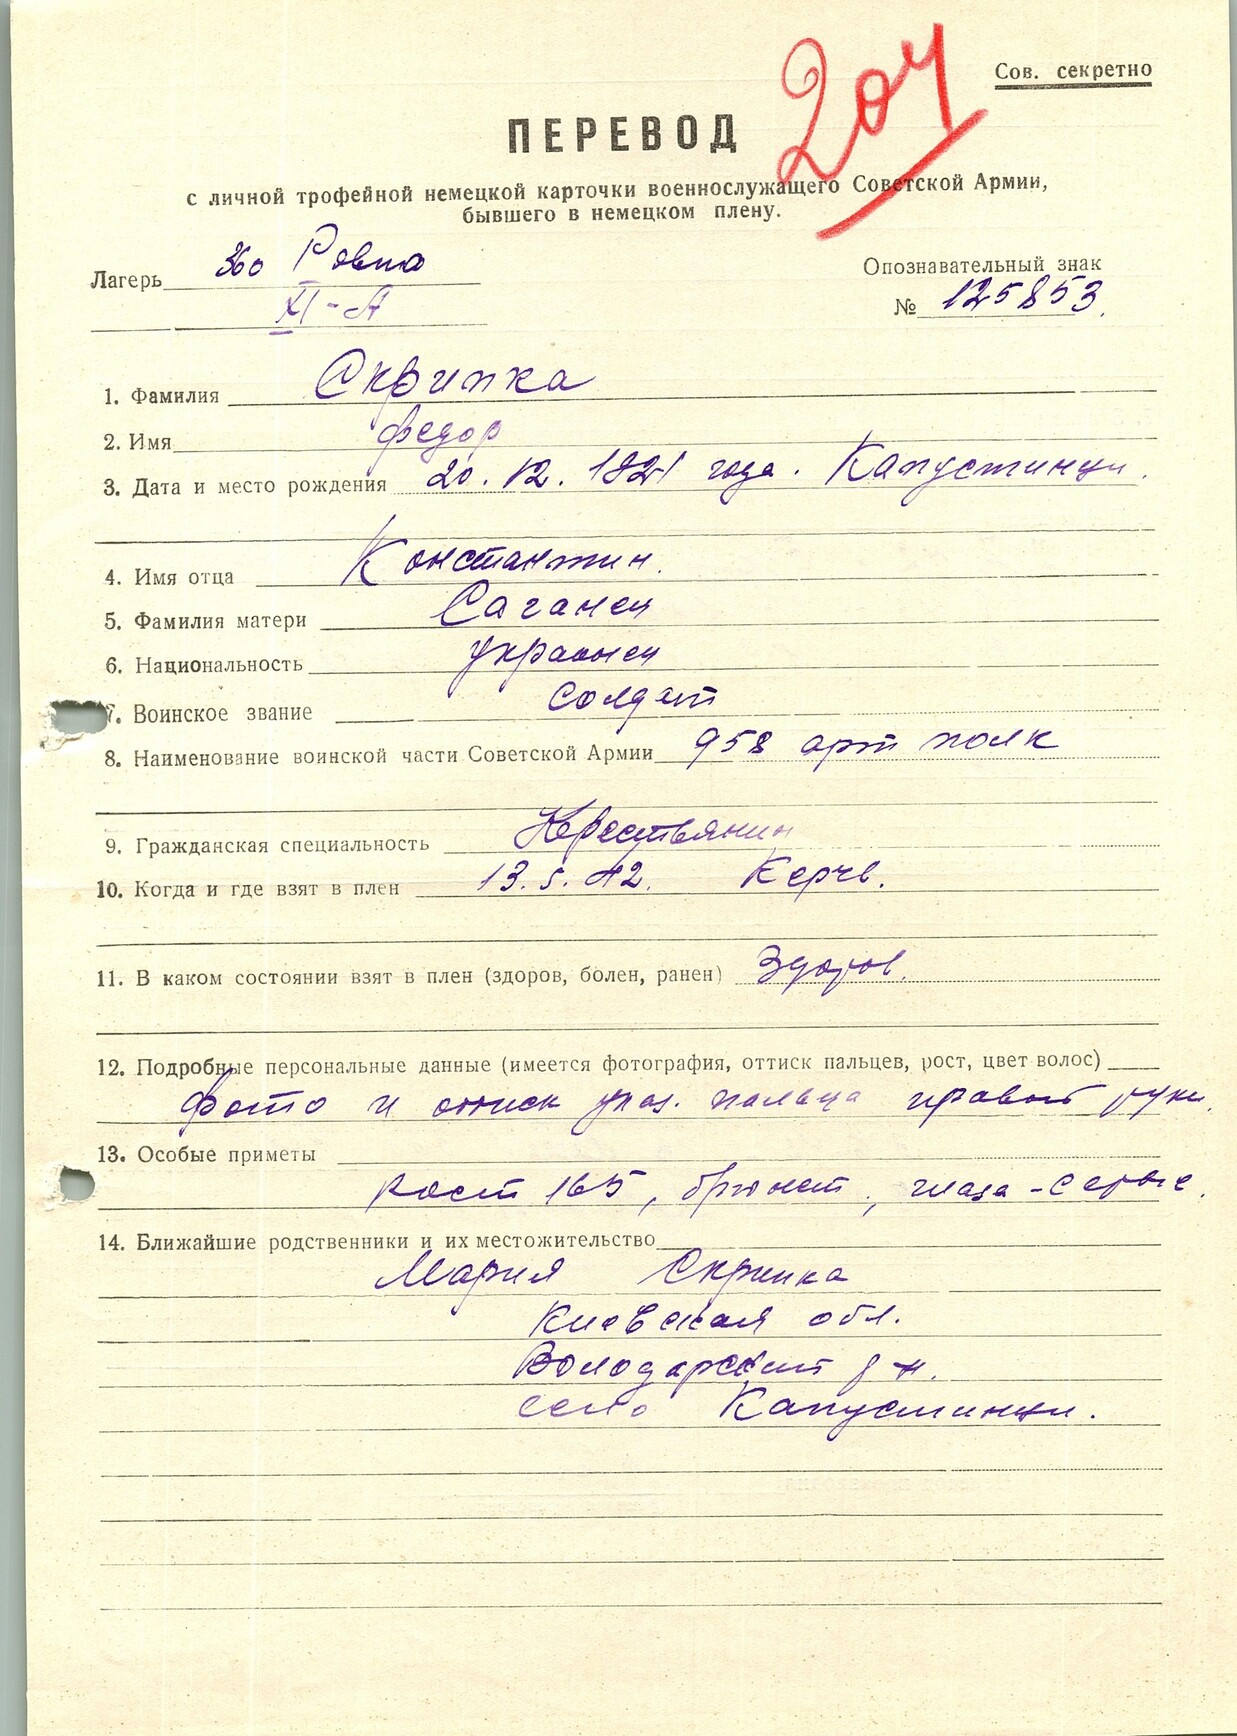 204
Сов. секретно
ПЕРЕВОД
с личной трофейной немецкой карточки военнослужащего Советской Армии,
бывшего в немецком плену.
Лагерь 360 Ровно
XI-А
Опознавательный знак
№ 125853.
1. Фамилия Скрипка
2. Имя Федор
3. Дата и место рождения 20.12.1921 года. Капустинцы.
4. Имя отца Константин.
5. Фамилия матери Саганец
6. Национальность украинец
7. Воинское звание солдат
8. Наименование воинской части Советской Армии 958 арт полк
9. Гражданская специальность Крестьянин
10. Когда и где взят в плен 13.5.42. Керчь.
11. В каком состоянии взят в плен (здоров, болен, ранен) Здоров.
12. Подробные персональные данные (имеется фотография, оттиск пальцев, рост, цвет волос)
Фото и оттиск указ. пальца правой руки.
13. Особые приметы
Рост 165, брюнет, глаза - серые.
14. Ближайшие родственники и их местожительство
Мария Скрипка
Киевская обл.
Володарский р-н.
село Капустинцы.